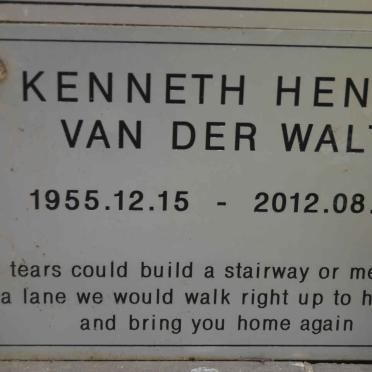 KENNETH HEN
VAN DER WALT
1955.12.15 - 2012.08.
tears could build a stairway or me
a lane we would walk right up to h
and bring you home again